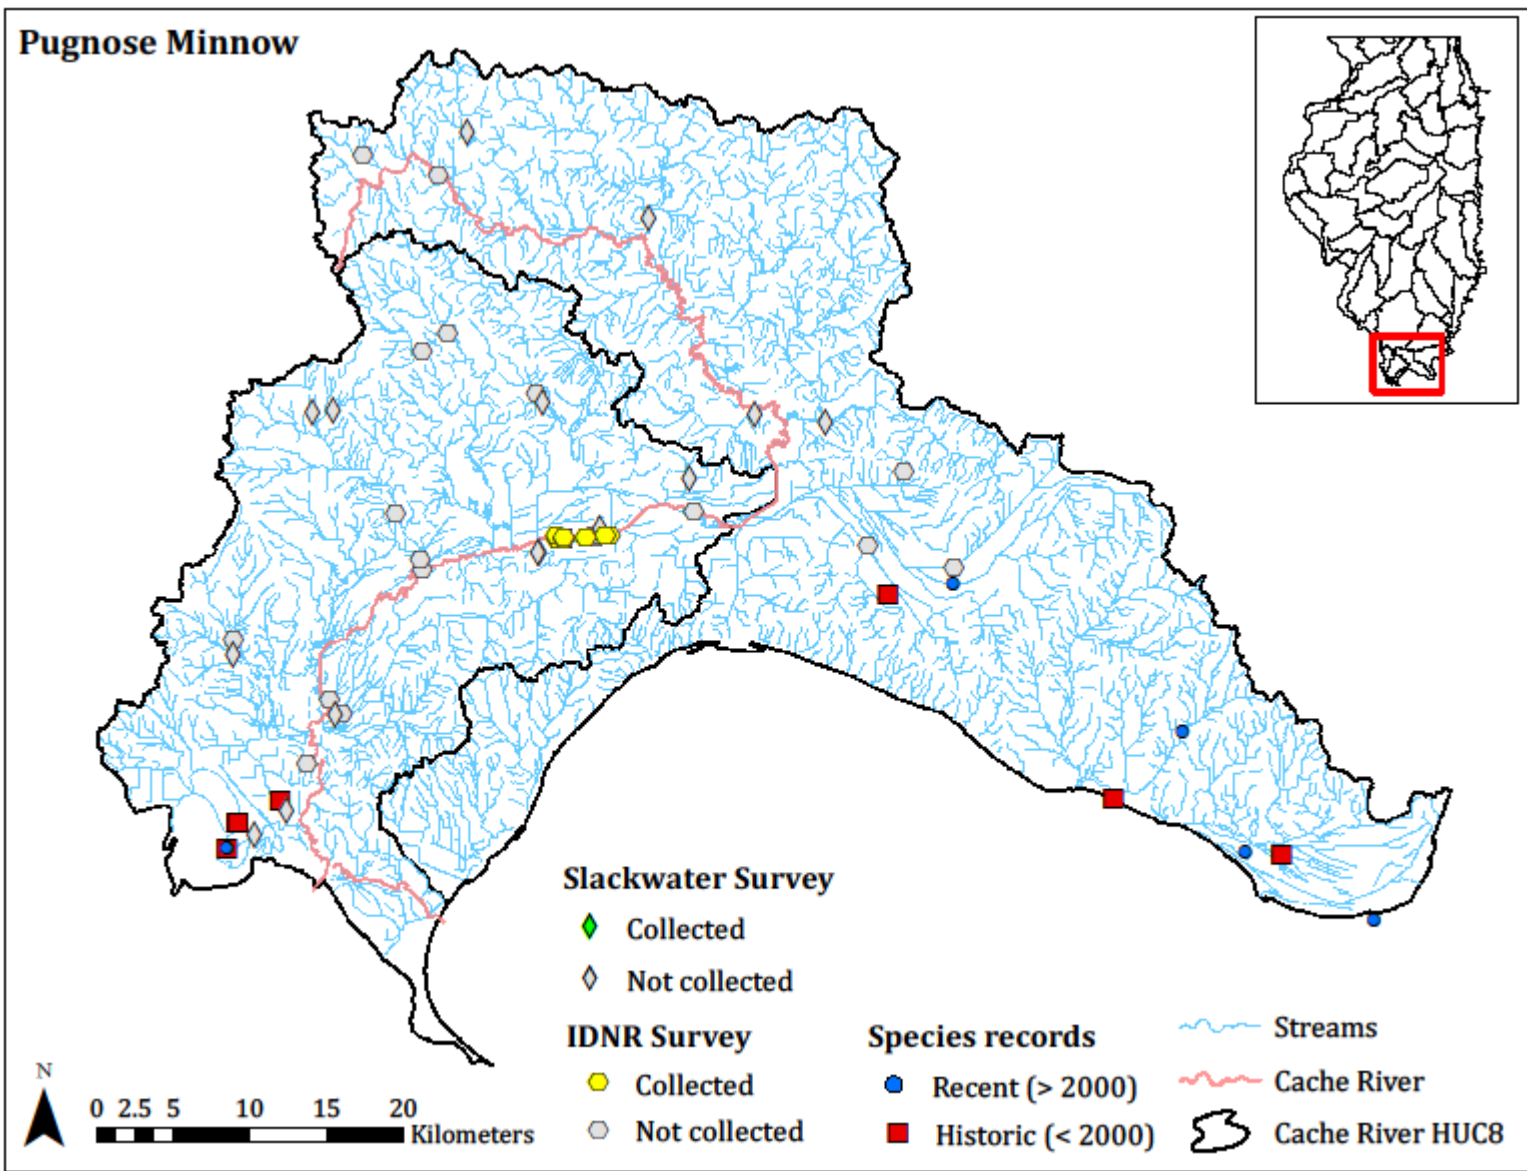 Pugnose Minnow
Slackwater Survey
Collected
Not collected
IDNR Survey
Collected
Not collected
Species records
Recent (> 2000)
Historic (< 2000)
Streams
Cache River
Cache River HUC8
N
0 2.5 5 10 15 20
Kilometers